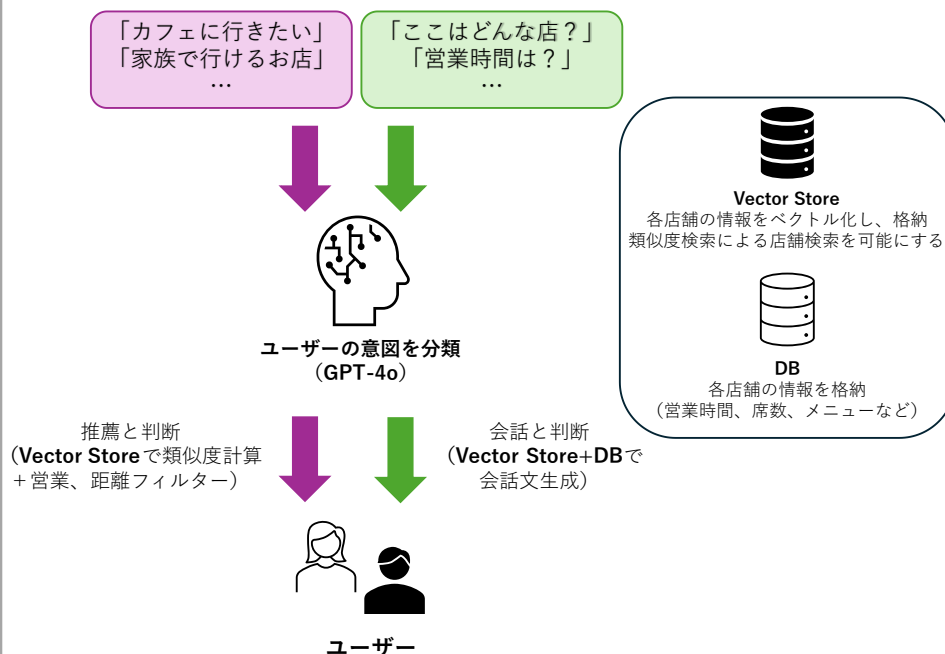 「カフェに行きたい」
「家族で行けるお店」
…
「ここはどんな店？」
「営業時間は？」
…
Vector Store
各店舗の情報をベクトル化し、格納
類似度検索による店舗検索を可能にする
DB
各店舗の情報を格納
（営業時間、席数、メニューなど）
ユーザーの意図を分類
（GPT-4o）
推薦と判断
（Vector Storeで類似度計算
＋営業、距離フィルター）
会話と判断
（Vector Store+DBで
会話文生成）
ユーザー